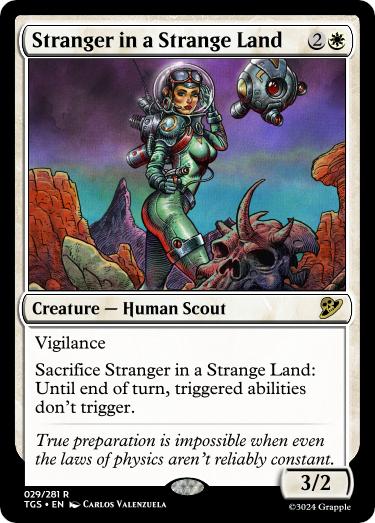 Stranger in a Strange Land 2
Creature — Human Scout
Vigilance
Sacrifice Stranger in a Strange Land:
Until end of turn, triggered abilities
don't trigger.
True preparation is impossible when even
the laws of physics aren't reliably constant.
3/2
029/281 R
TGS • EN Carlos Valenzuela
©3024 Grapple